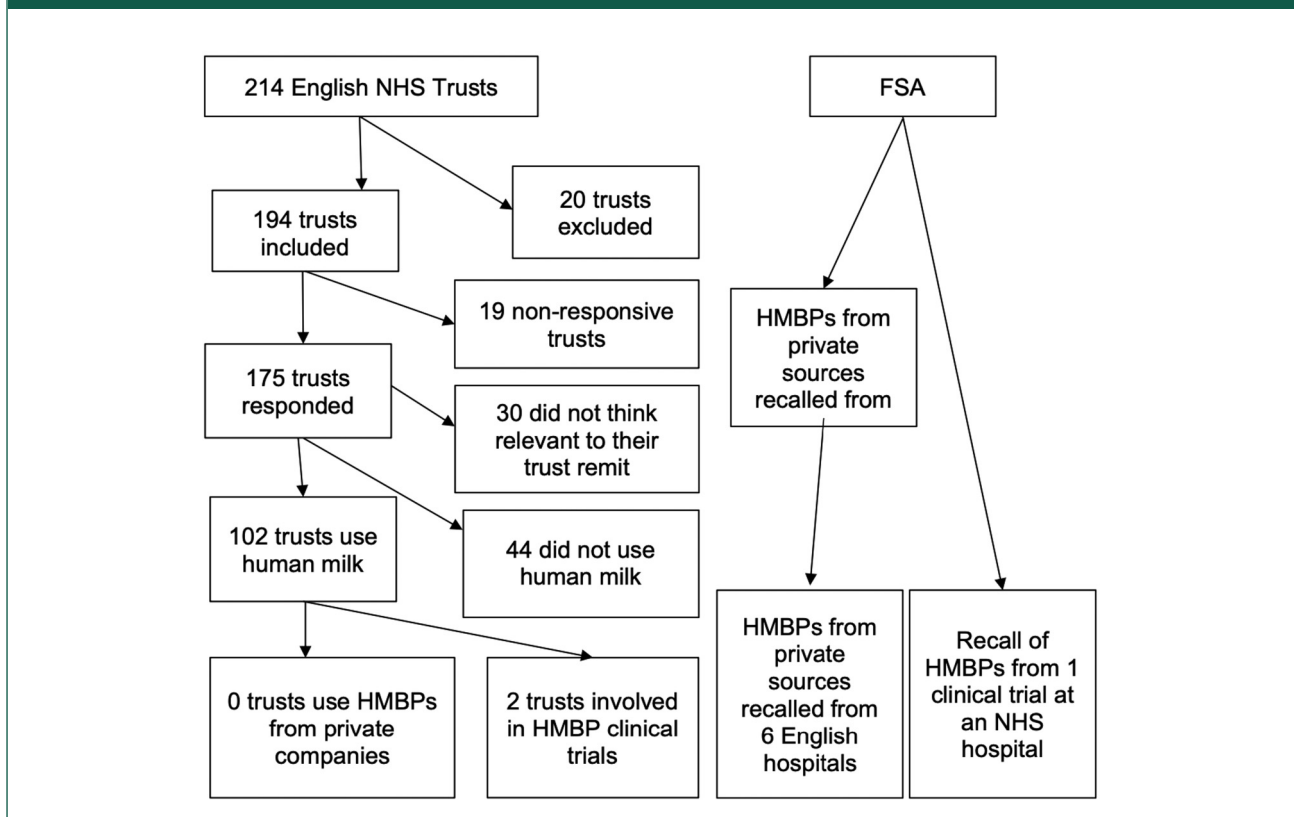 214 English NHS Trusts
20 trusts
excluded
194 trusts
included
19 non-responsive
trusts
175 trusts
responded
30 did not think
relevant to their
trust remit
102 trusts use
human milk
44 did not use
human milk
0 trusts use HMBPs
from private
companies
2 trusts involved
in HMBP clinical
trials
FSA
HMBPs from
private
sources
recalled from
HMBPs from
private
sources
recalled from
6 English
hospitals
Recall of
HMBPs from 1
clinical trial at
an NHS
hospital